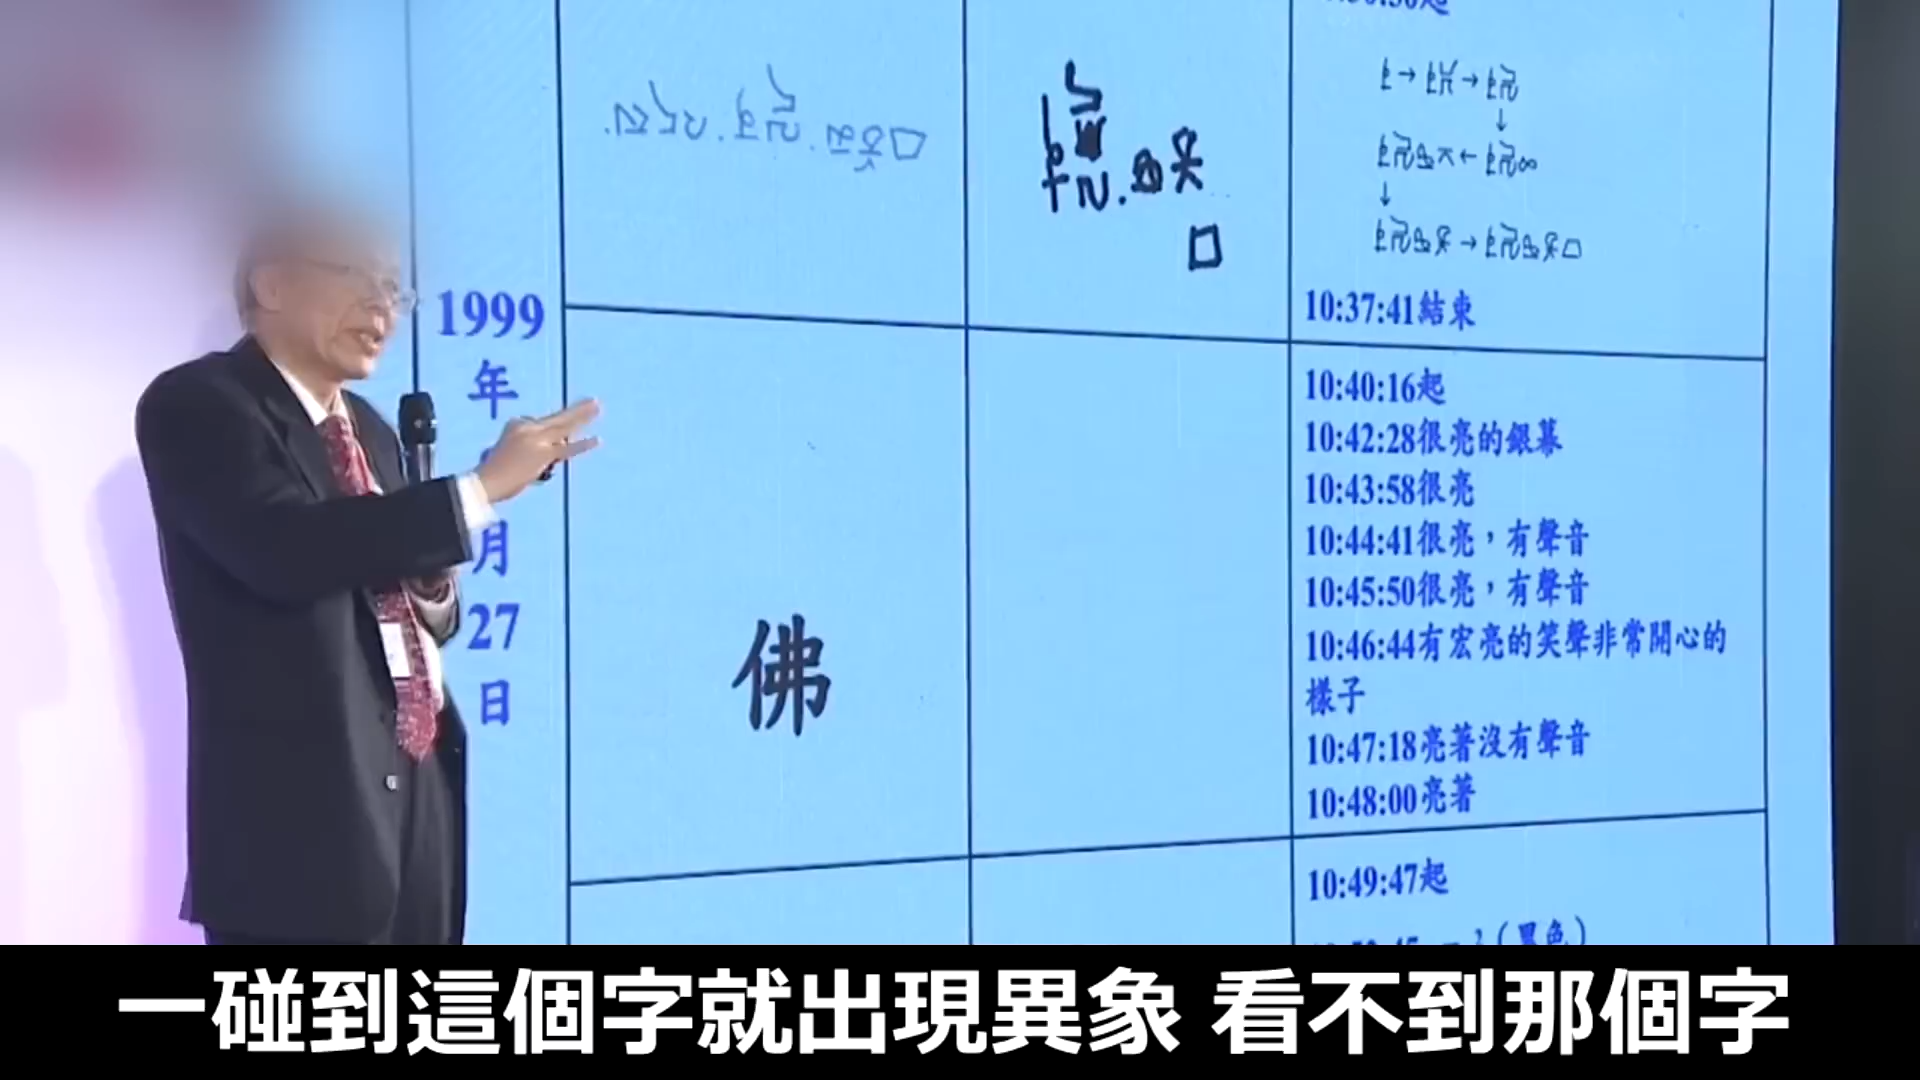 1999
年
月
27
日
10:37:41結束
佛
10:40:16起
10:42:28很亮的銀幕
10:43:58很亮
10:44:41很亮，有聲音
10:45:50很亮，有聲音
10:46:44有宏亮的笑聲非常開心的
樣子
10:47:18亮著沒有聲音
10:48:00亮著
10:49:47起
一碰到這個字就出現異象 看不到那個字